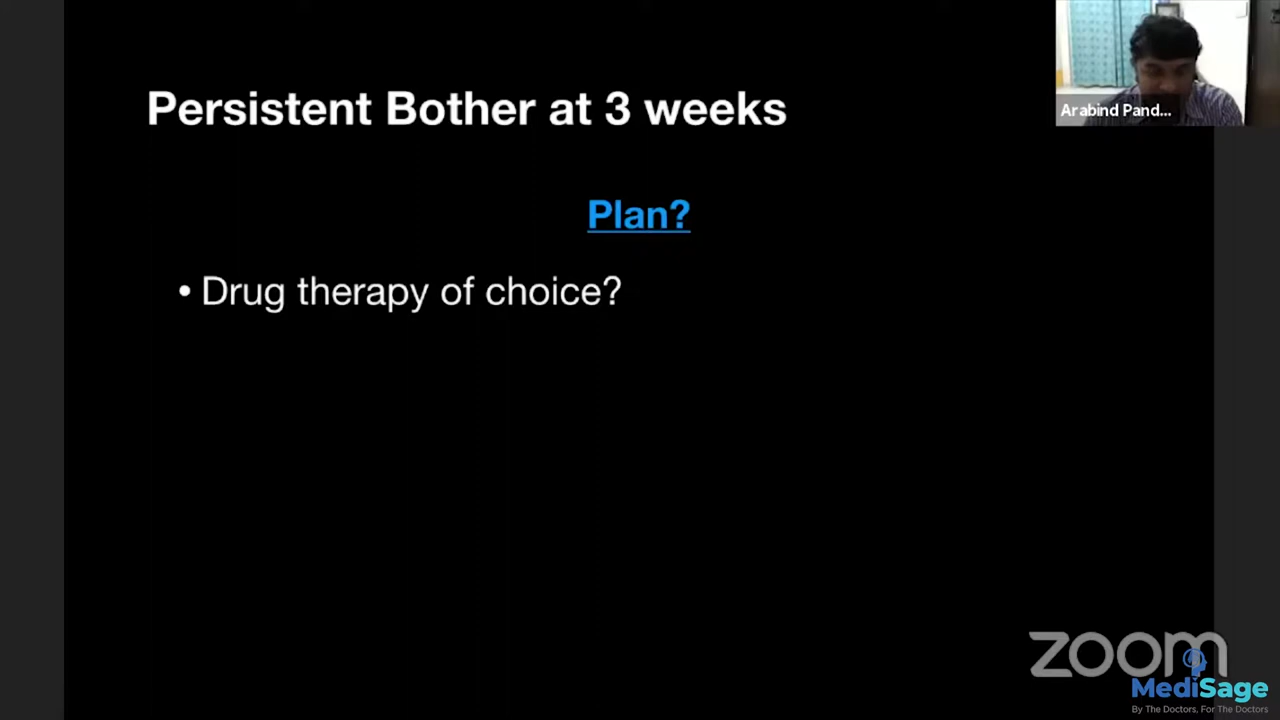 Persistent Bother at 3 weeks
Arabind Pand...
Plan?
• Drug therapy of choice?
zoom
MediSage
By The Doctors, For The Doctors